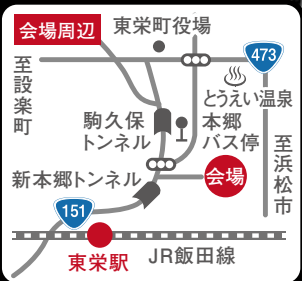 会場周辺
東栄町役場
473
至設楽町
とうえい温泉
駒久保
トンネル
本郷
バス停
至浜松市
新本郷トンネル
会場
151
東栄駅
JR飯田線